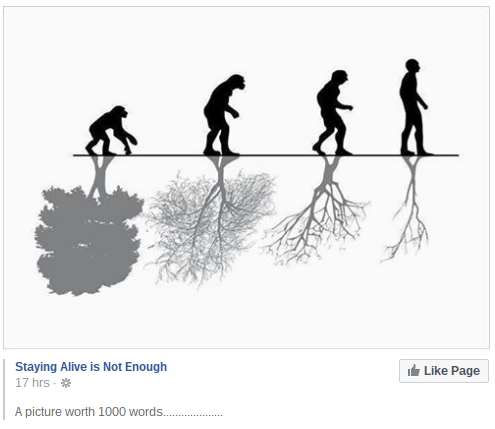 Staying Alive is Not Enough
Like Page
17 hrs ·
A picture worth 1000 words....................